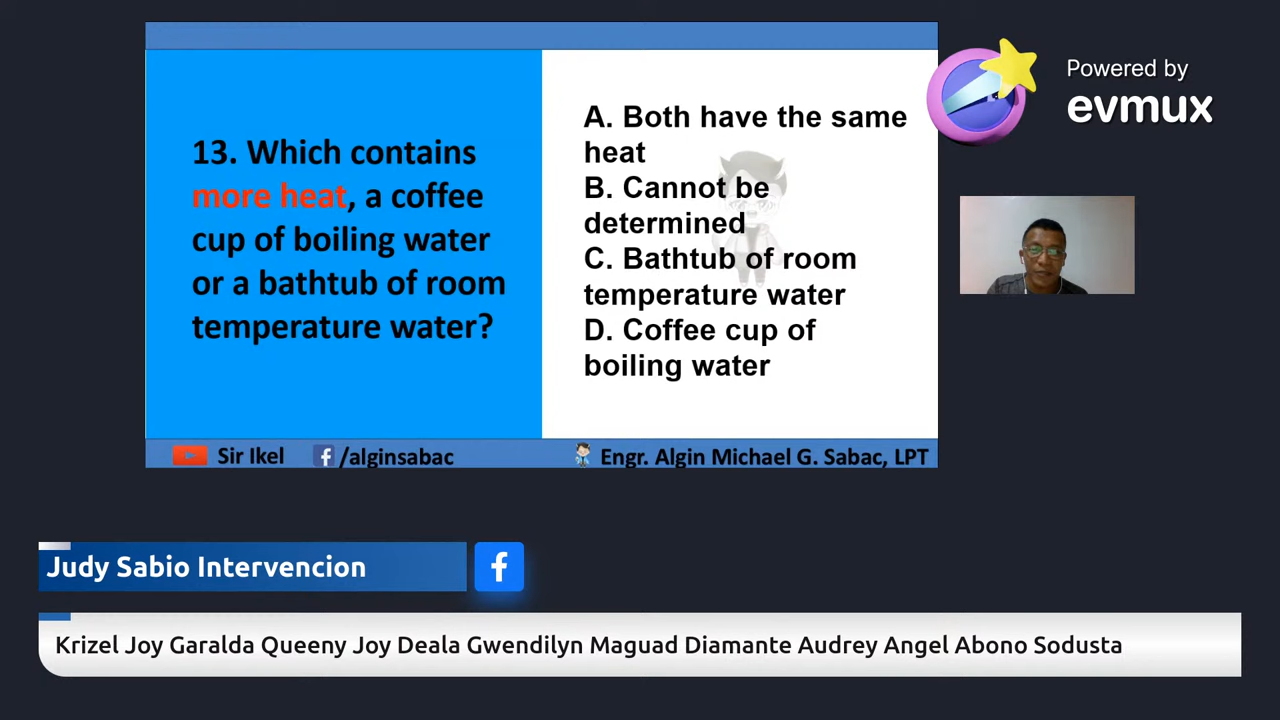 13. Which contains
more heat, a coffee
cup of boiling water
or a bathtub of room
temperature water?
A. Both have the same
heat
B. Cannot be
determined
C. Bathtub of room
temperature water
D. Coffee cup of
boiling water
Powered by
evmux
Sir Ikel
/alginsabac
Engr. Algin Michael G. Sabac, LPT
Judy Sabio Intervencion
Krizel Joy Garalda Queeny Joy Deala Gwendilyn Maguad Diamante Audrey Angel Abono Sodusta